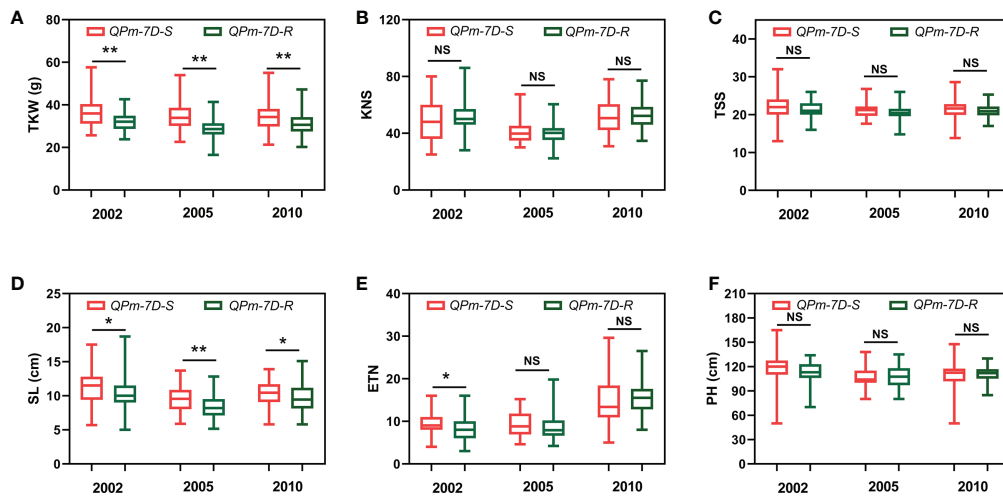 A
QPm-7D-S QPm-7D-R
** ** **
TKW (g)
80
60
40
20
0
2002 2005 2010
B
QPm-7D-S QPm-7D-R
NS NS NS
KNS
120
80
40
0
2002 2005 2010
C
QPm-7D-S QPm-7D-R
NS NS NS
TSS
40
30
20
10
0
2002 2005 2010
D
QPm-7D-S QPm-7D-R
* ** *
SL (cm)
25
20
15
10
5
0
2002 2005 2010
E
QPm-7D-S QPm-7D-R
* NS NS
ETN
40
30
20
10
0
2002 2005 2010
F
QPm-7D-S QPm-7D-R
NS NS NS
PH (cm)
210
180
150
120
90
60
30
0
2002 2005 2010